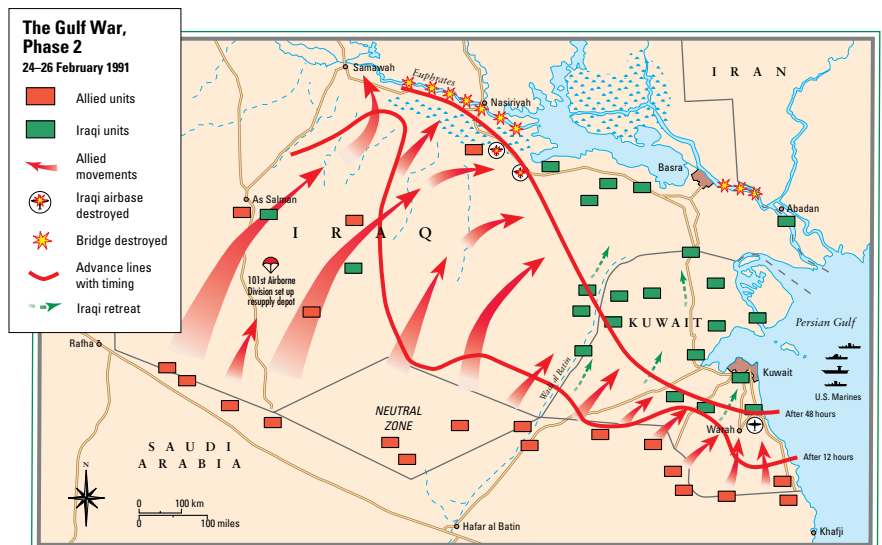 The Gulf War,
Phase 2
24–26 February 1991
Allied units
Iraqi units
Allied
movements
Iraqi airbase
destroyed
Bridge destroyed
Advance lines
with timing
Iraqi retreat
Samawah
Euphrates
Nasiriyah
I R A N
Basra
Abadan
As Salman
I R A Q
101st Airborne
Division set up
resupply depot
KUWAIT
Persian Gulf
Rafha
Wadi al Batin
Kuwait
U.S. Marines
NEUTRAL
ZONE
After 48 hours
Warah
SAUDI
ARABIA
After 12 hours
N
0 100 km
0 100 miles
Hafar al Batin
Khafji